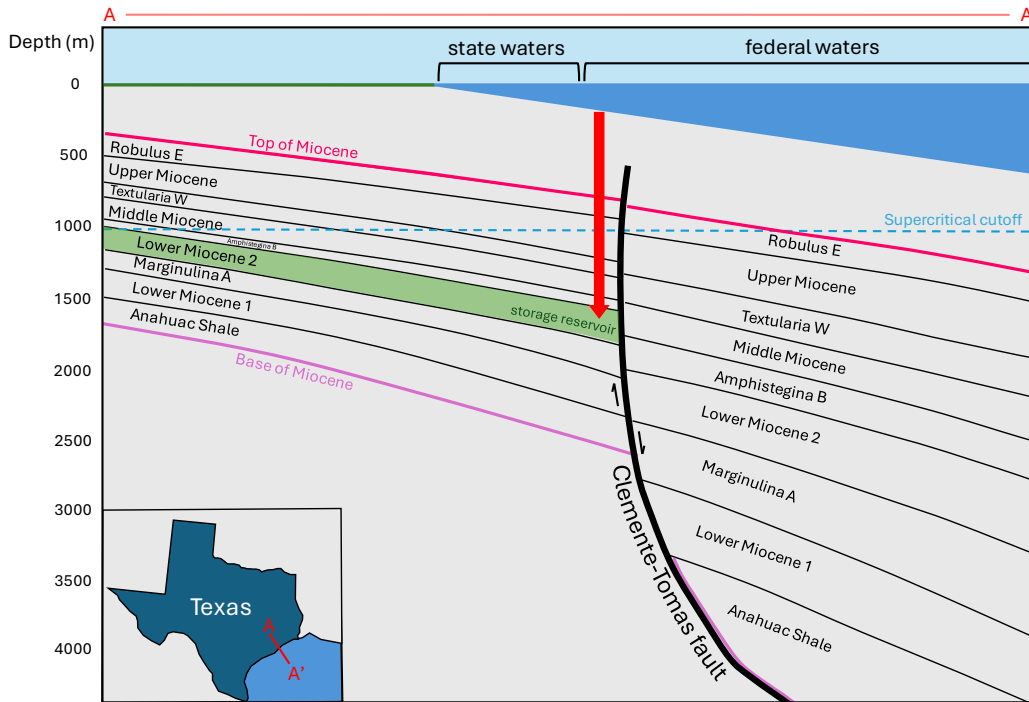 A
A
Depth (m)
state waters
federal waters
0
500
1000
1500
2000
2500
3000
3500
4000
Top of Miocene
Robulus E
Upper Miocene
Textularia W
Middle Miocene
Amphistegina B
Lower Miocene 2
Marginulina A
Lower Miocene 1
Anahuac Shale
Base of Miocene
storage reservoir
Supercritical cutoff
Robulus E
Upper Miocene
Textularia W
Middle Miocene
Amphistegina B
Lower Miocene 2
Marginulina A
Lower Miocene 1
Anahuac Shale
Clemente-Tomas fault
Texas
A
A'